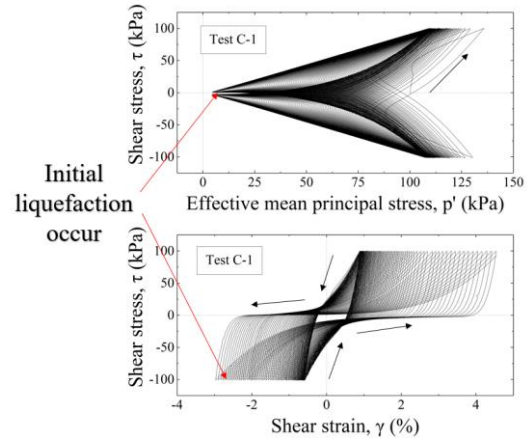 Test C-1
Shear stress, τ (kPa)
100
50
0
-50
-100
0
25
50
75
100
125
150
Effective mean principal stress, p' (kPa)
Initial
liquefaction
occur
Test C-1
Shear stress, τ (kPa)
100
50
0
-50
-100
-4
-2
0
2
4
Shear strain, γ (%)